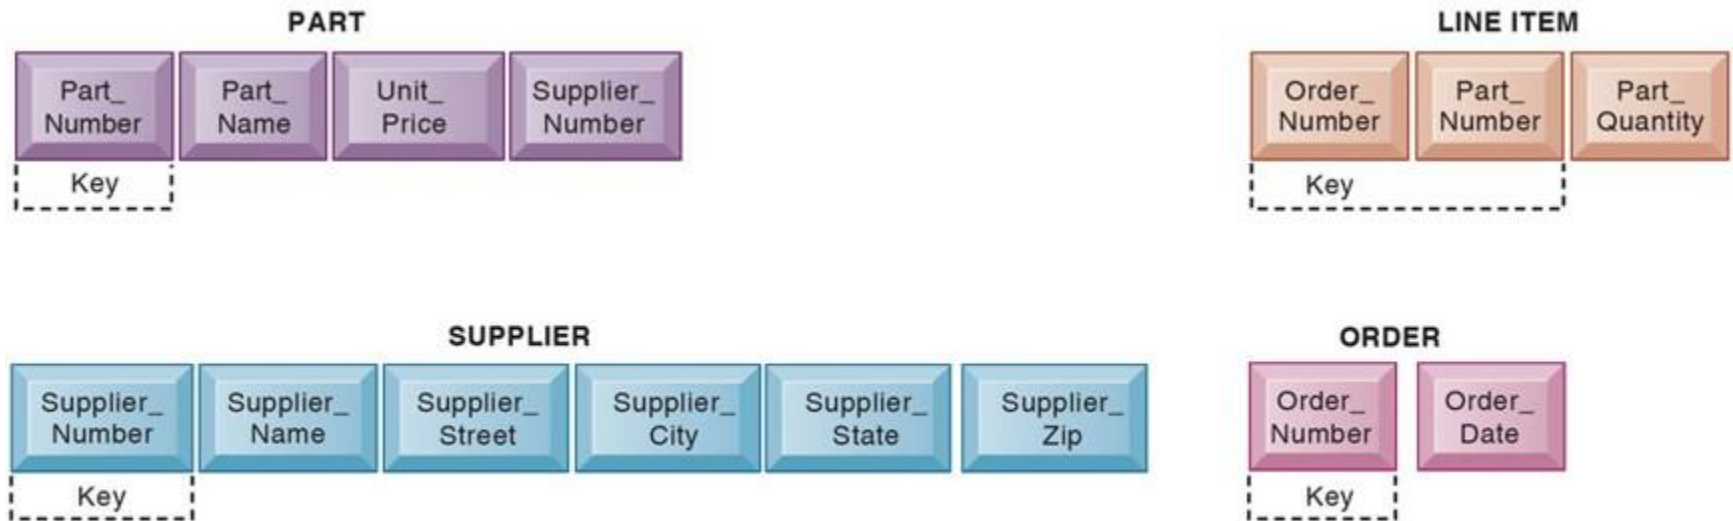 PART
Part_
Number
Part_
Name
Unit_
Price
Supplier_
Number
Key
LINE ITEM
Order_
Number
Part_
Number
Part_
Quantity
Key
SUPPLIER
Supplier_
Number
Supplier_
Name
Supplier_
Street
Supplier_
City
Supplier_
State
Supplier_
Zip
Key
ORDER
Order_
Number
Order_
Date
Key